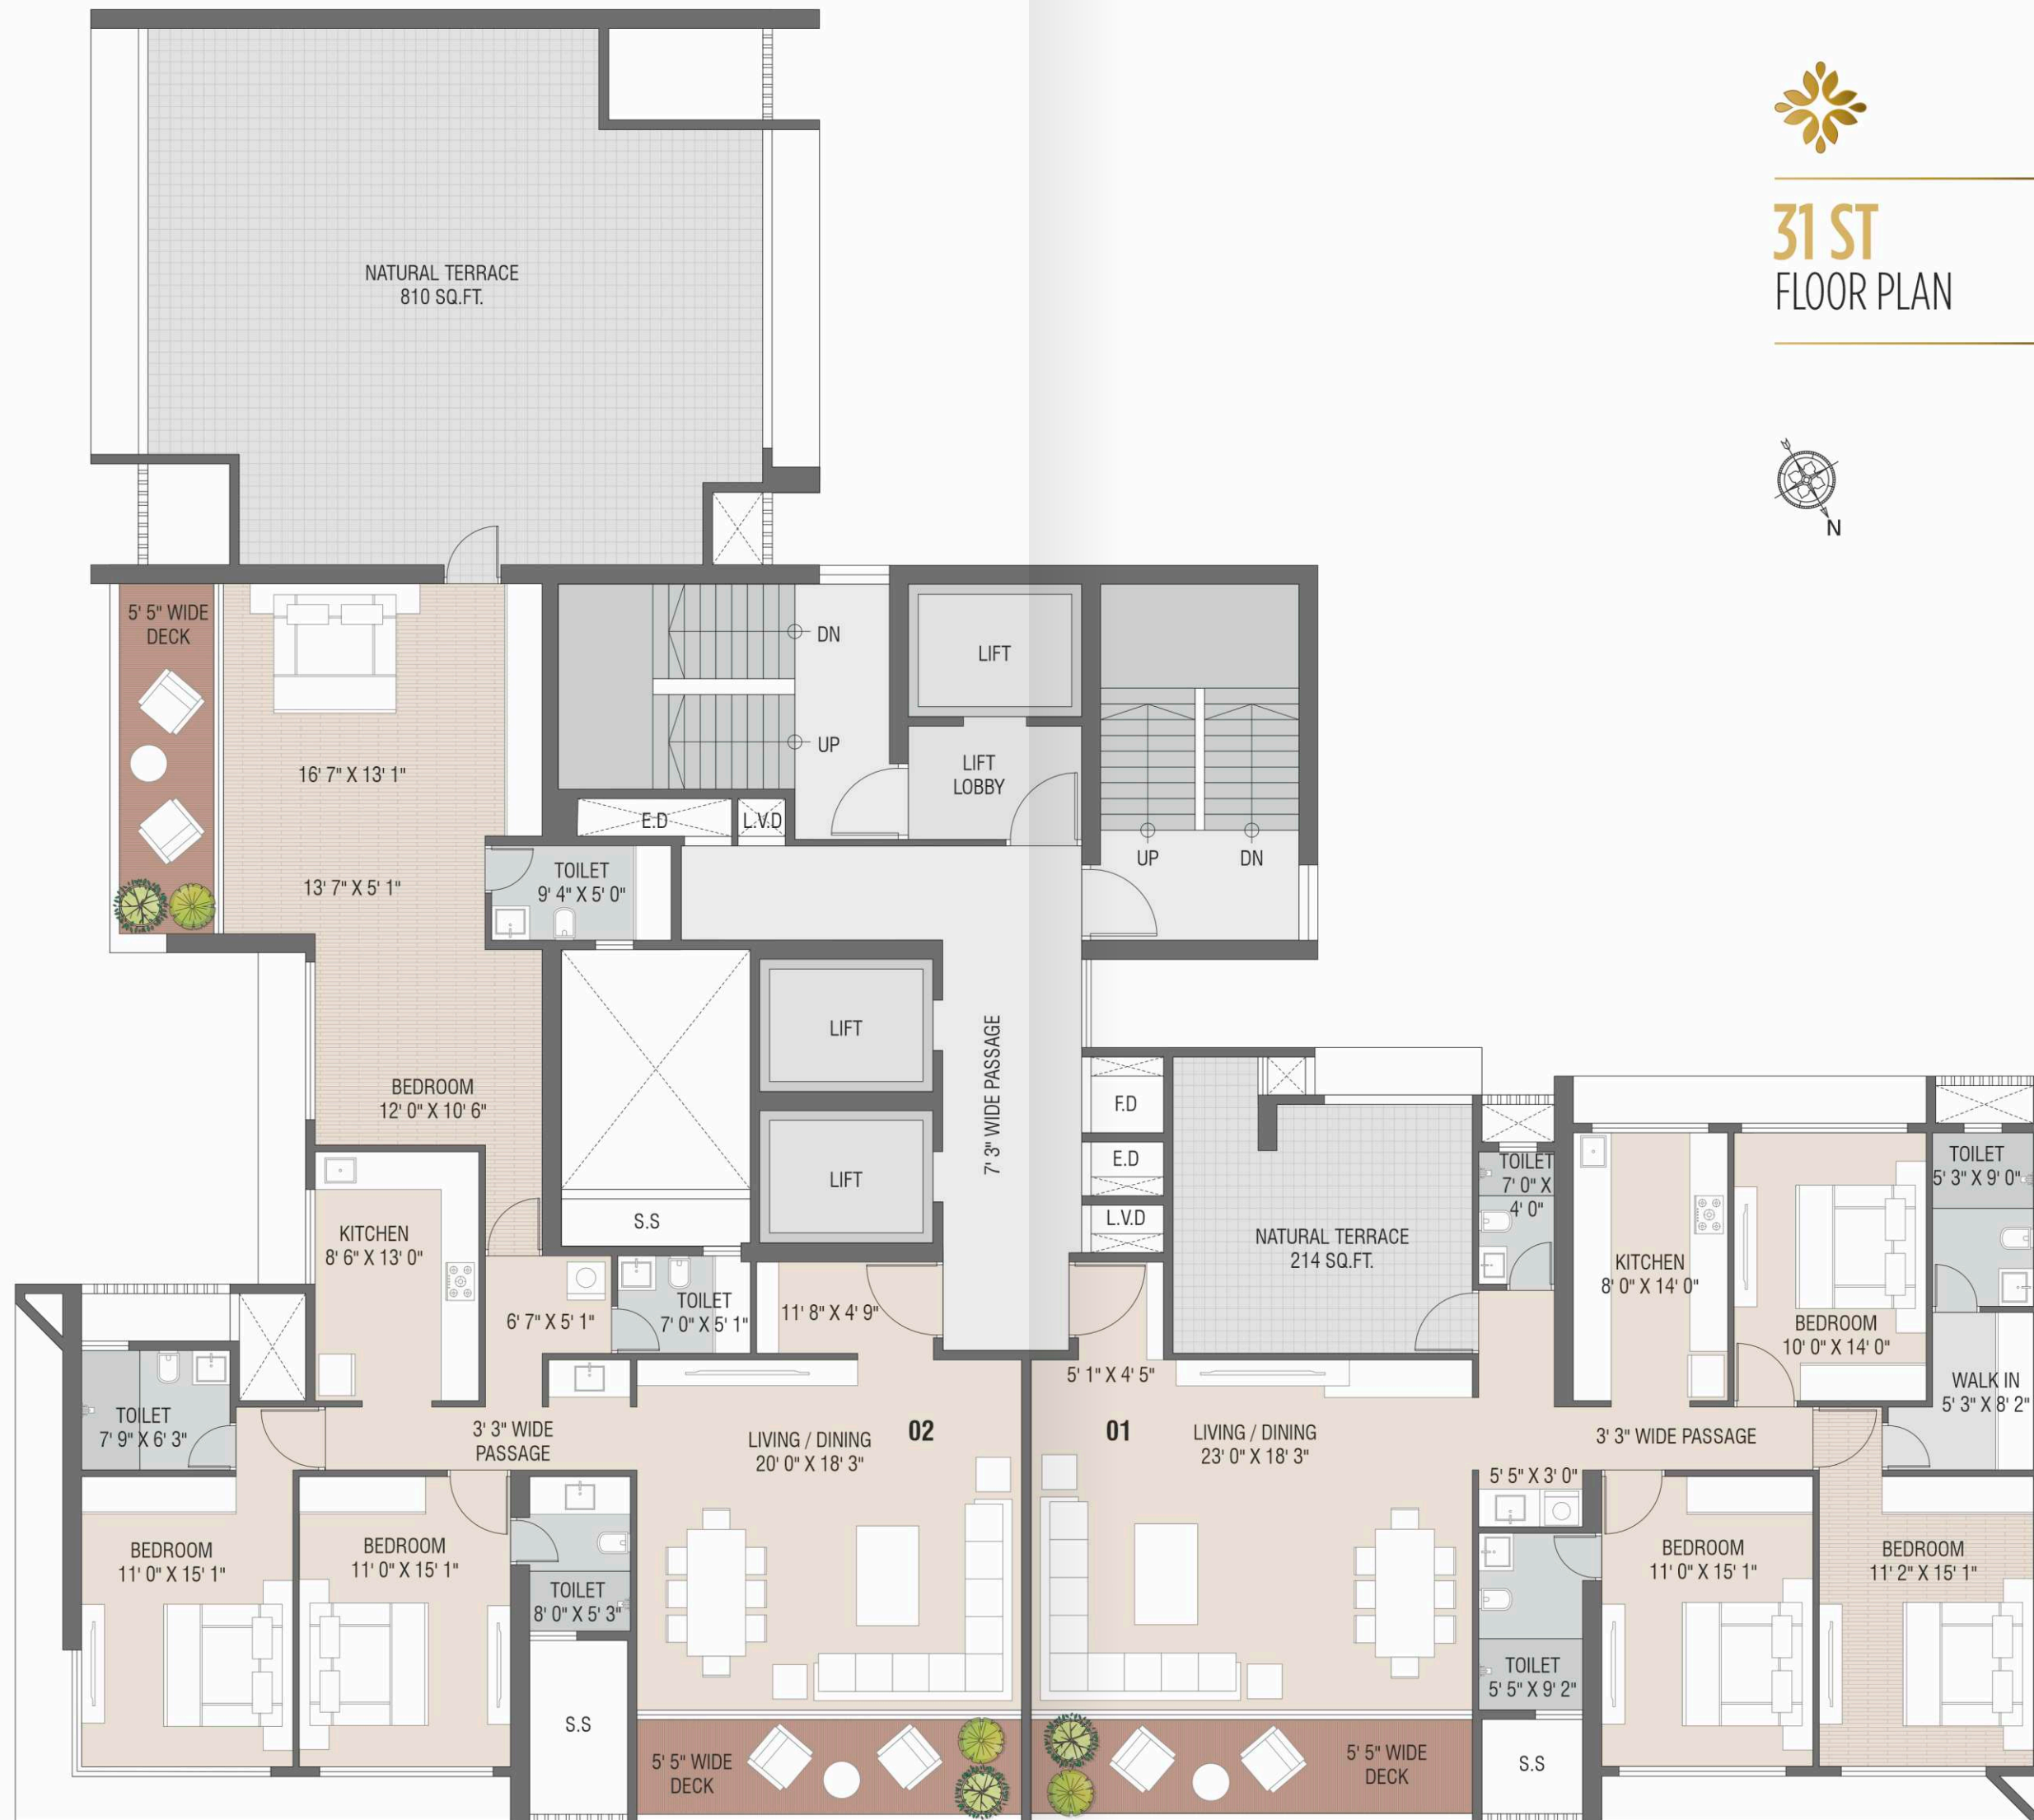 31 ST
FLOOR PLAN
N
NATURAL TERRACE
810 SQ.FT.
5' 5" WIDE
DECK
16' 7" X 13' 1"
13' 7" X 5' 1"
DN
UP
LIFT
LIFT
LOBBY
UP
DN
E.D
L.V.D
TOILET
9' 4" X 5' 0"
LIFT
LIFT
7' 3" WIDE PASSAGE
BEDROOM
12' 0" X 10' 6"
S.S
F.D
E.D
L.V.D
NATURAL TERRACE
214 SQ.FT.
TOILET
7' 0" X
4' 0"
KITCHEN
8' 0" X 14' 0"
BEDROOM
10' 0" X 14' 0"
TOILET
5' 3" X 9' 0"
WALK IN
5' 3" X 8' 2"
KITCHEN
8' 6" X 13' 0"
6' 7" X 5' 1"
TOILET
7' 0" X 5' 1"
11' 8" X 4' 9"
5' 1" X 4' 5"
TOILET
7' 9" X 6' 3"
3' 3" WIDE
PASSAGE
LIVING / DINING
20' 0" X 18' 3"
02
01
LIVING / DINING
23' 0" X 18' 3"
3' 3" WIDE PASSAGE
5' 5" X 3' 0"
BEDROOM
11' 0" X 15' 1"
BEDROOM
11' 0" X 15' 1"
TOILET
8' 0" X 5' 3"
BEDROOM
11' 0" X 15' 1"
BEDROOM
11' 2" X 15' 1"
TOILET
5' 5" X 9' 2"
S.S
5' 5" WIDE
DECK
5' 5" WIDE
DECK
S.S